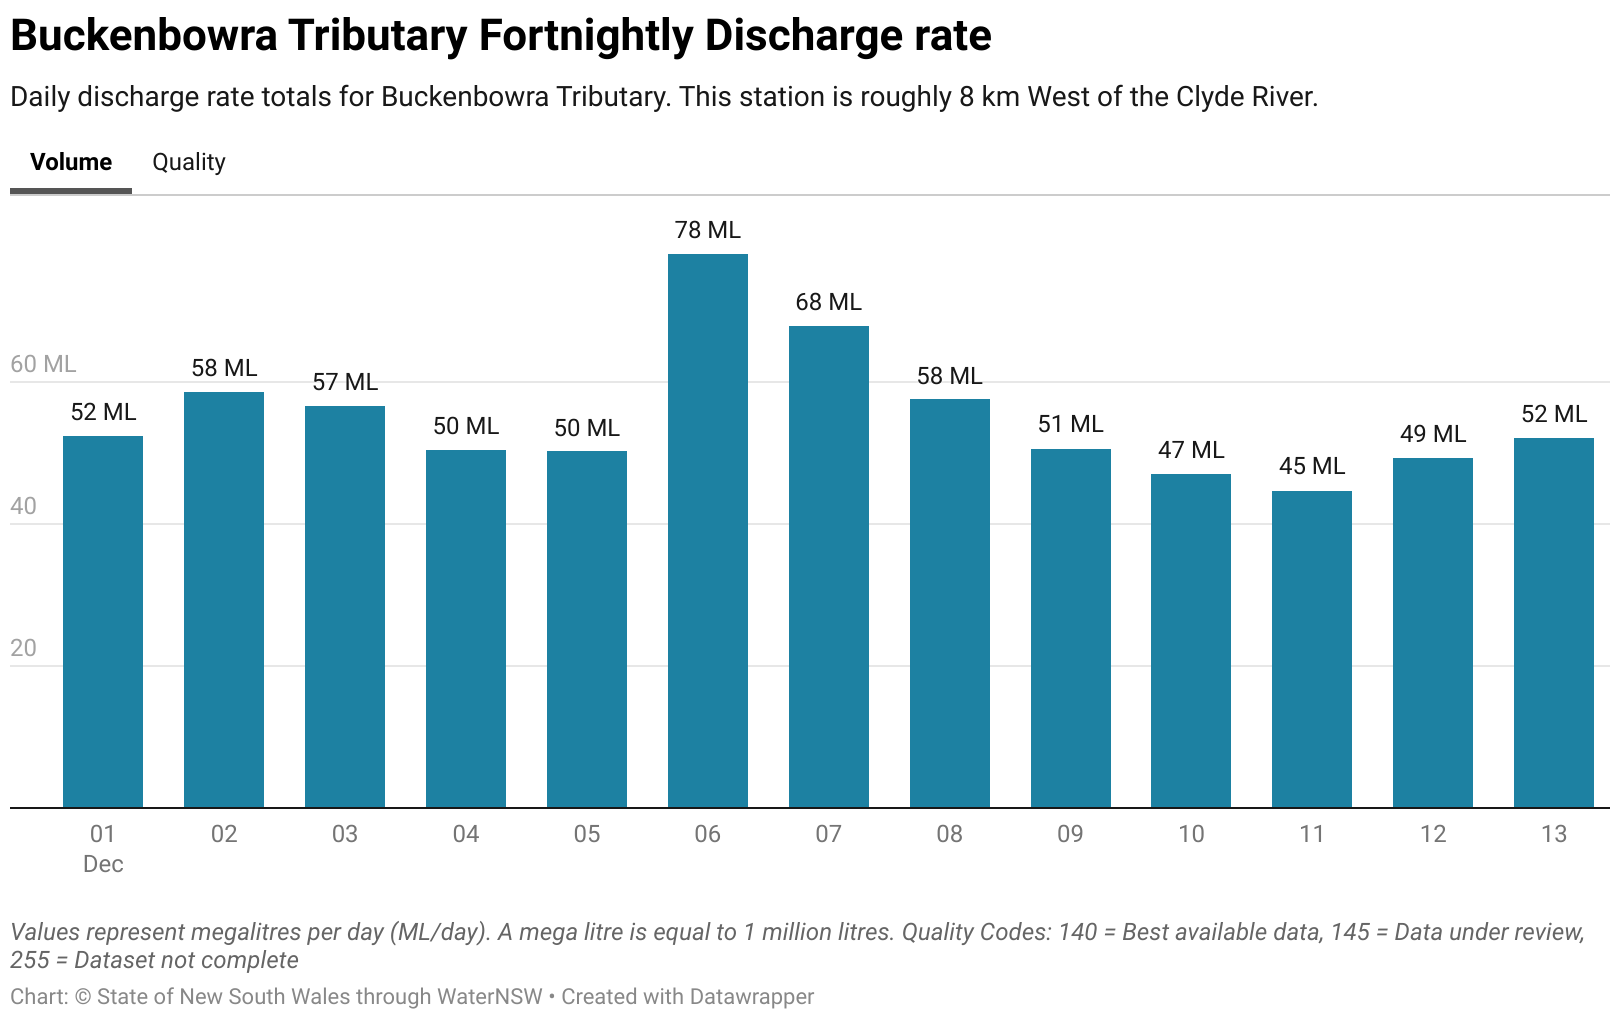 Buckenbowra Tributary Fortnightly Discharge rate
Daily discharge rate totals for Buckenbowra Tributary. This station is roughly 8 km West of the Clyde River.
Volume Quality
78 ML
68 ML
60 ML
58 ML
57 ML
58 ML
52 ML
50 ML
50 ML
51 ML
47 ML
45 ML
49 ML
52 ML
40
20
01 02 03 04 05 06 07 08 09 10 11 12 13
Dec
Values represent megalitres per day (ML/day). A mega litre is equal to 1 million litres. Quality Codes: 140 = Best available data, 145 = Data under review,
255 = Dataset not complete
Chart: © State of New South Wales through WaterNSW • Created with Datawrapper